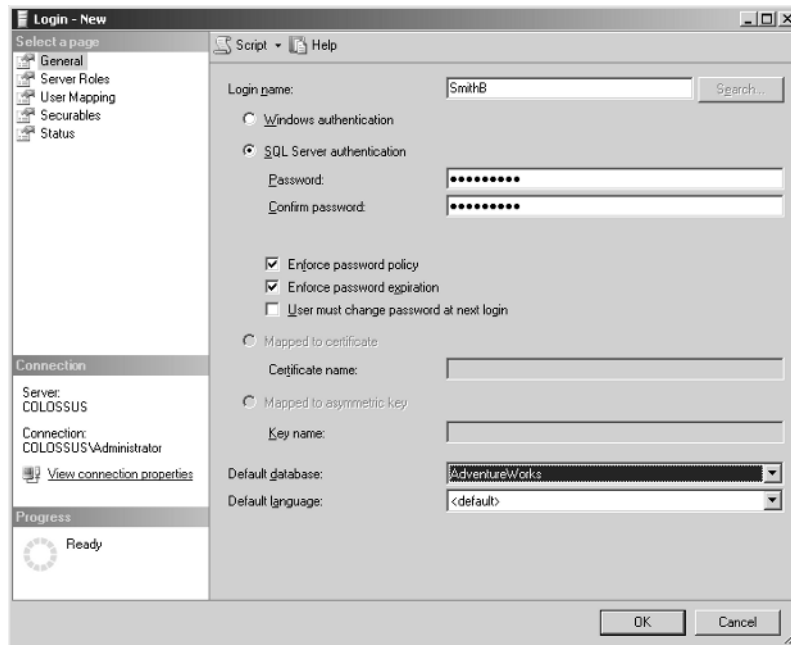 Login - New
Select a page
General
Server Roles
User Mapping
Securables
Status
Script Help
Login name: SmithB Search...
Windows authentication
SQL Server authentication
Password: •••••••••
Confirm password: •••••••••
Enforce password policy
Enforce password expiration
User must change password at next login
Mapped to certificate
Certificate name:
Mapped to asymmetric key
Key name:
Default database: AdventureWorks
Default language: <default>
Connection
Server:
COLOSSUS
Connection:
COLOSSUS\Administrator
View connection properties
Progress
Ready
OK Cancel